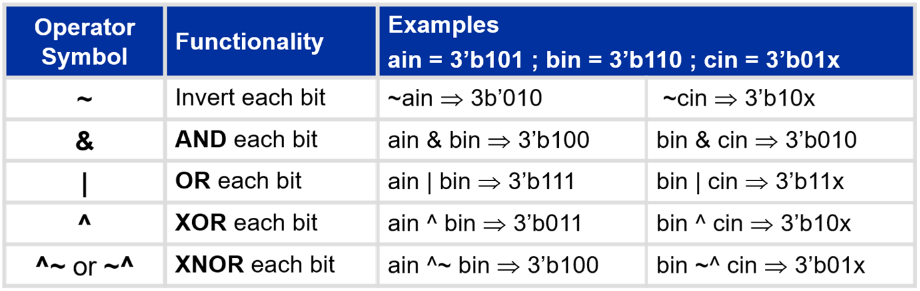 Operator Symbol | Functionality | Examples
ain = 3’b101 ; bin = 3’b110 ; cin = 3’b01x
~ | Invert each bit | ~ain ⇒ 3b’010 | ~cin ⇒ 3’b10x
& | AND each bit | ain & bin ⇒ 3’b100 | bin & cin ⇒ 3’b010
| | OR each bit | ain | bin ⇒ 3’b111 | bin | cin ⇒ 3’b11x
^ | XOR each bit | ain ^ bin ⇒ 3’b011 | bin ^ cin ⇒ 3’b10x
^~ or ~^ | XNOR each bit | ain ^~ bin ⇒ 3’b100 | bin ~^ cin ⇒ 3’b01x